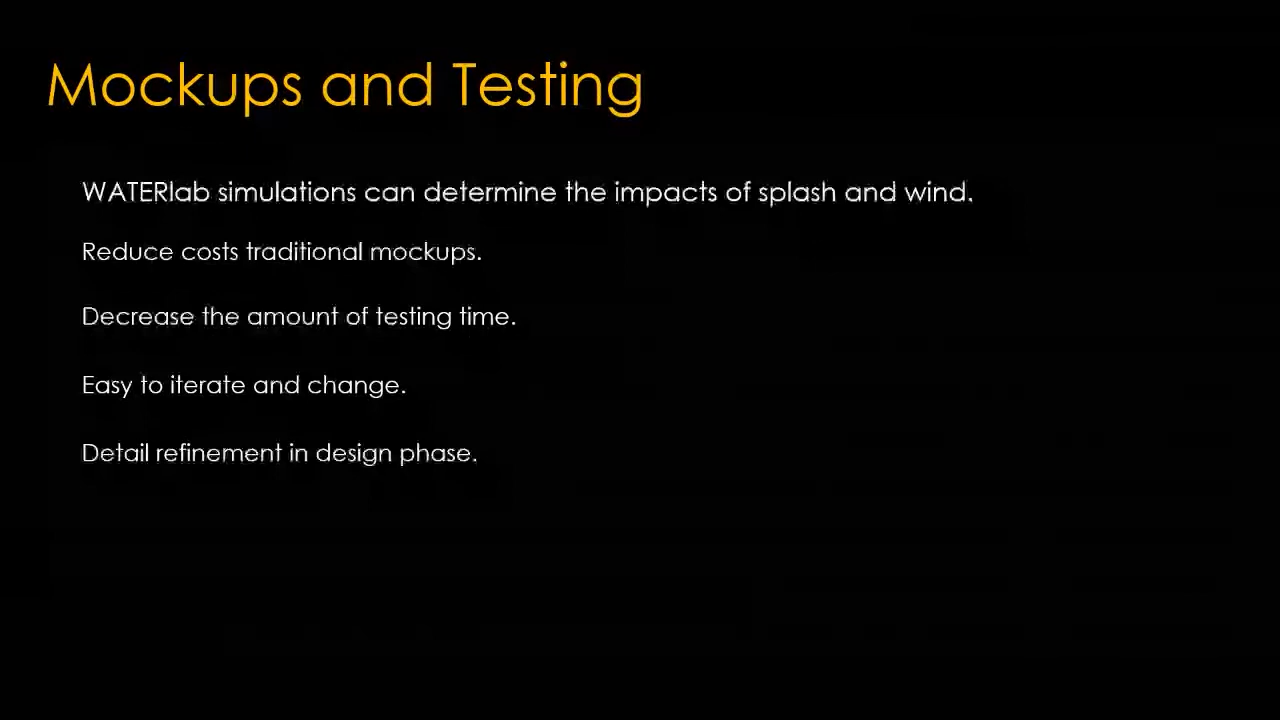 Mockups and Testing
WATERlab simulations can determine the impacts of splash and wind.
Reduce costs traditional mockups.
Decrease the amount of testing time.
Easy to iterate and change.
Detail refinement in design phase.